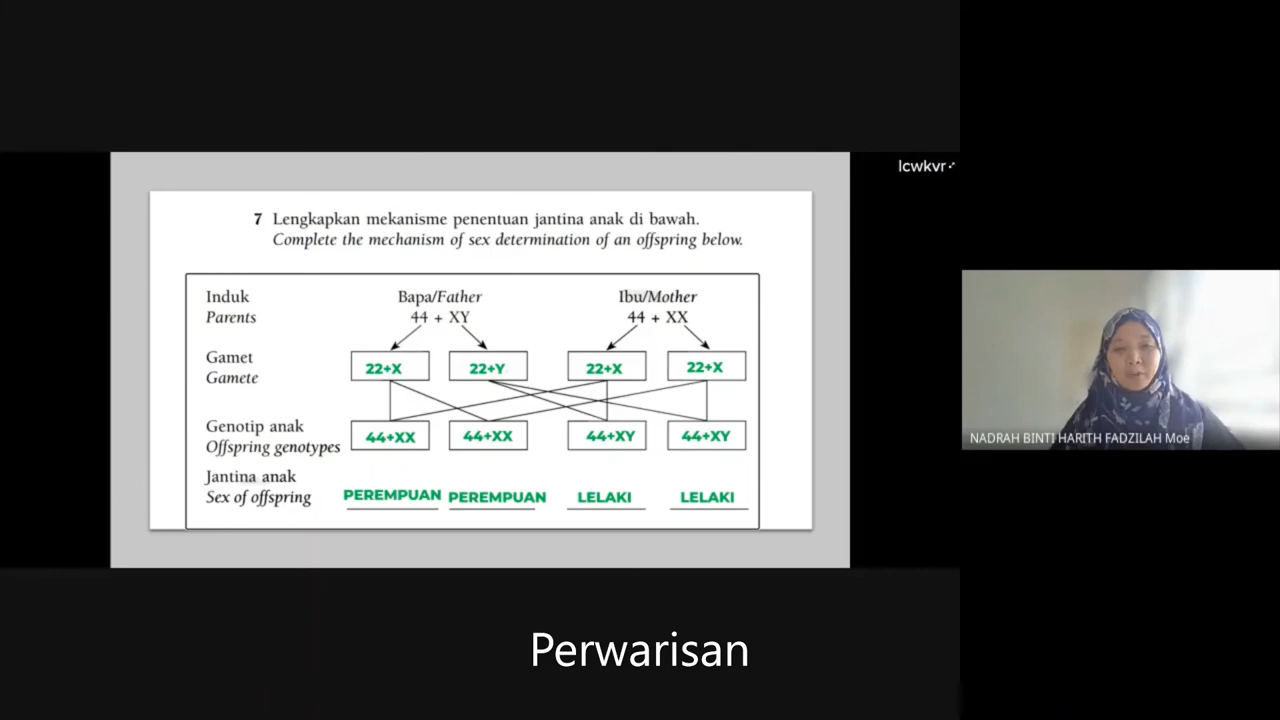 lcwkvr
7 Lengkapkan mekanisme penentuan jantina anak di bawah.
Complete the mechanism of sex determination of an offspring below.
Induk Bapa/Father Ibu/Mother
Parents 44 + XY 44 + XX
Gamet
22+X 22+Y 22+X 22+X
Gamete
Genotip anak
44+XX 44+XX 44+XY 44+XY
Offspring genotypes
Jantina anak
Sex of offspring PEREMPUAN PEREMPUAN LELAKI LELAKI
NADRAH BINTI HARITH FADZILAH Moe
Perwarisan